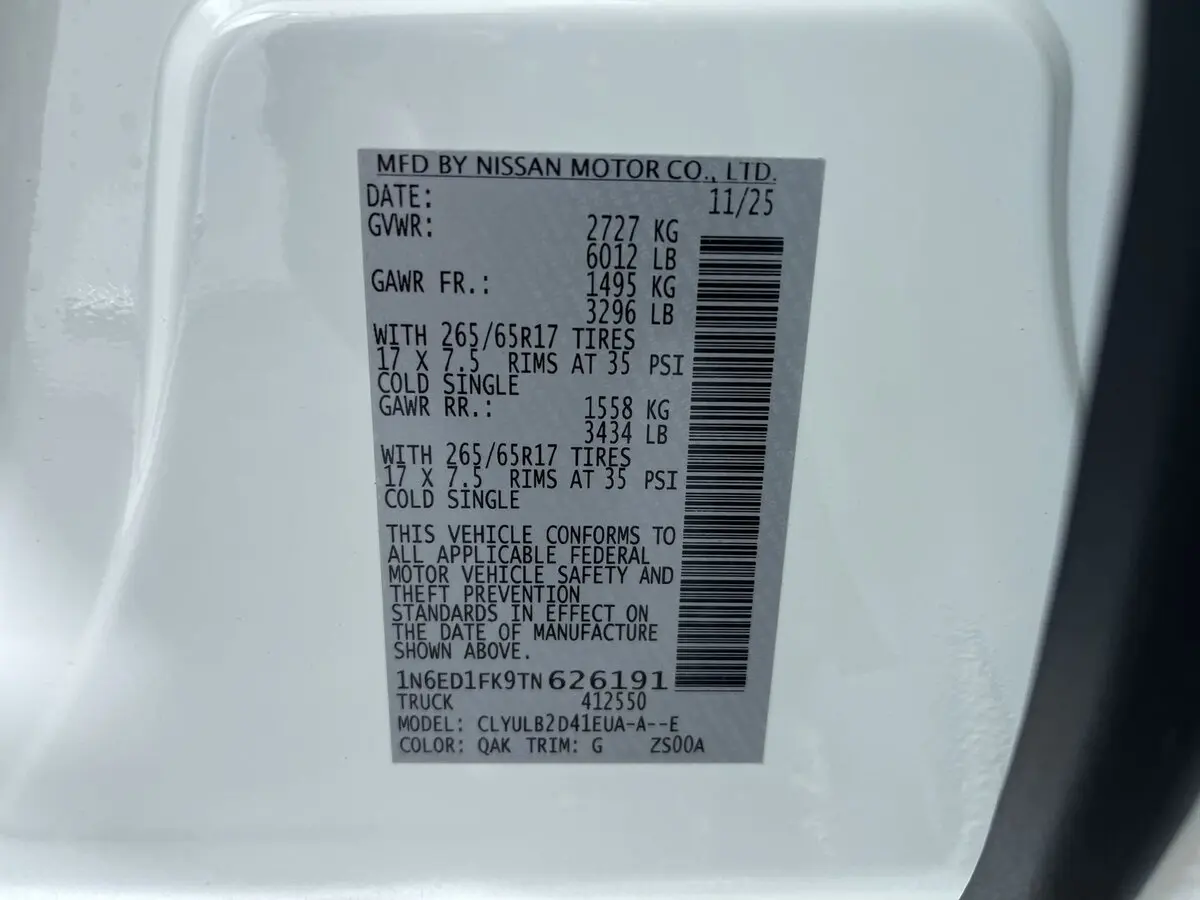 MFD BY NISSAN MOTOR CO., LTD.
DATE: 11/25
GVWR: 2727 KG
6012 LB
GAWR FR.: 1495 KG
3296 LB
WITH 265/65R17 TIRES
17 X 7.5 RIMS AT 35 PSI
COLD SINGLE
GAWR RR.: 1558 KG
3434 LB
WITH 265/65R17 TIRES
17 X 7.5 RIMS AT 35 PSI
COLD SINGLE
THIS VEHICLE CONFORMS TO
ALL APPLICABLE FEDERAL
MOTOR VEHICLE SAFETY AND
THEFT PREVENTION
STANDARDS IN EFFECT ON
THE DATE OF MANUFACTURE
SHOWN ABOVE.
1N6ED1FK9TN626191
TRUCK 412550
MODEL: CLYULB2D41EUA-A--E
COLOR: QAK TRIM: G ZS00A